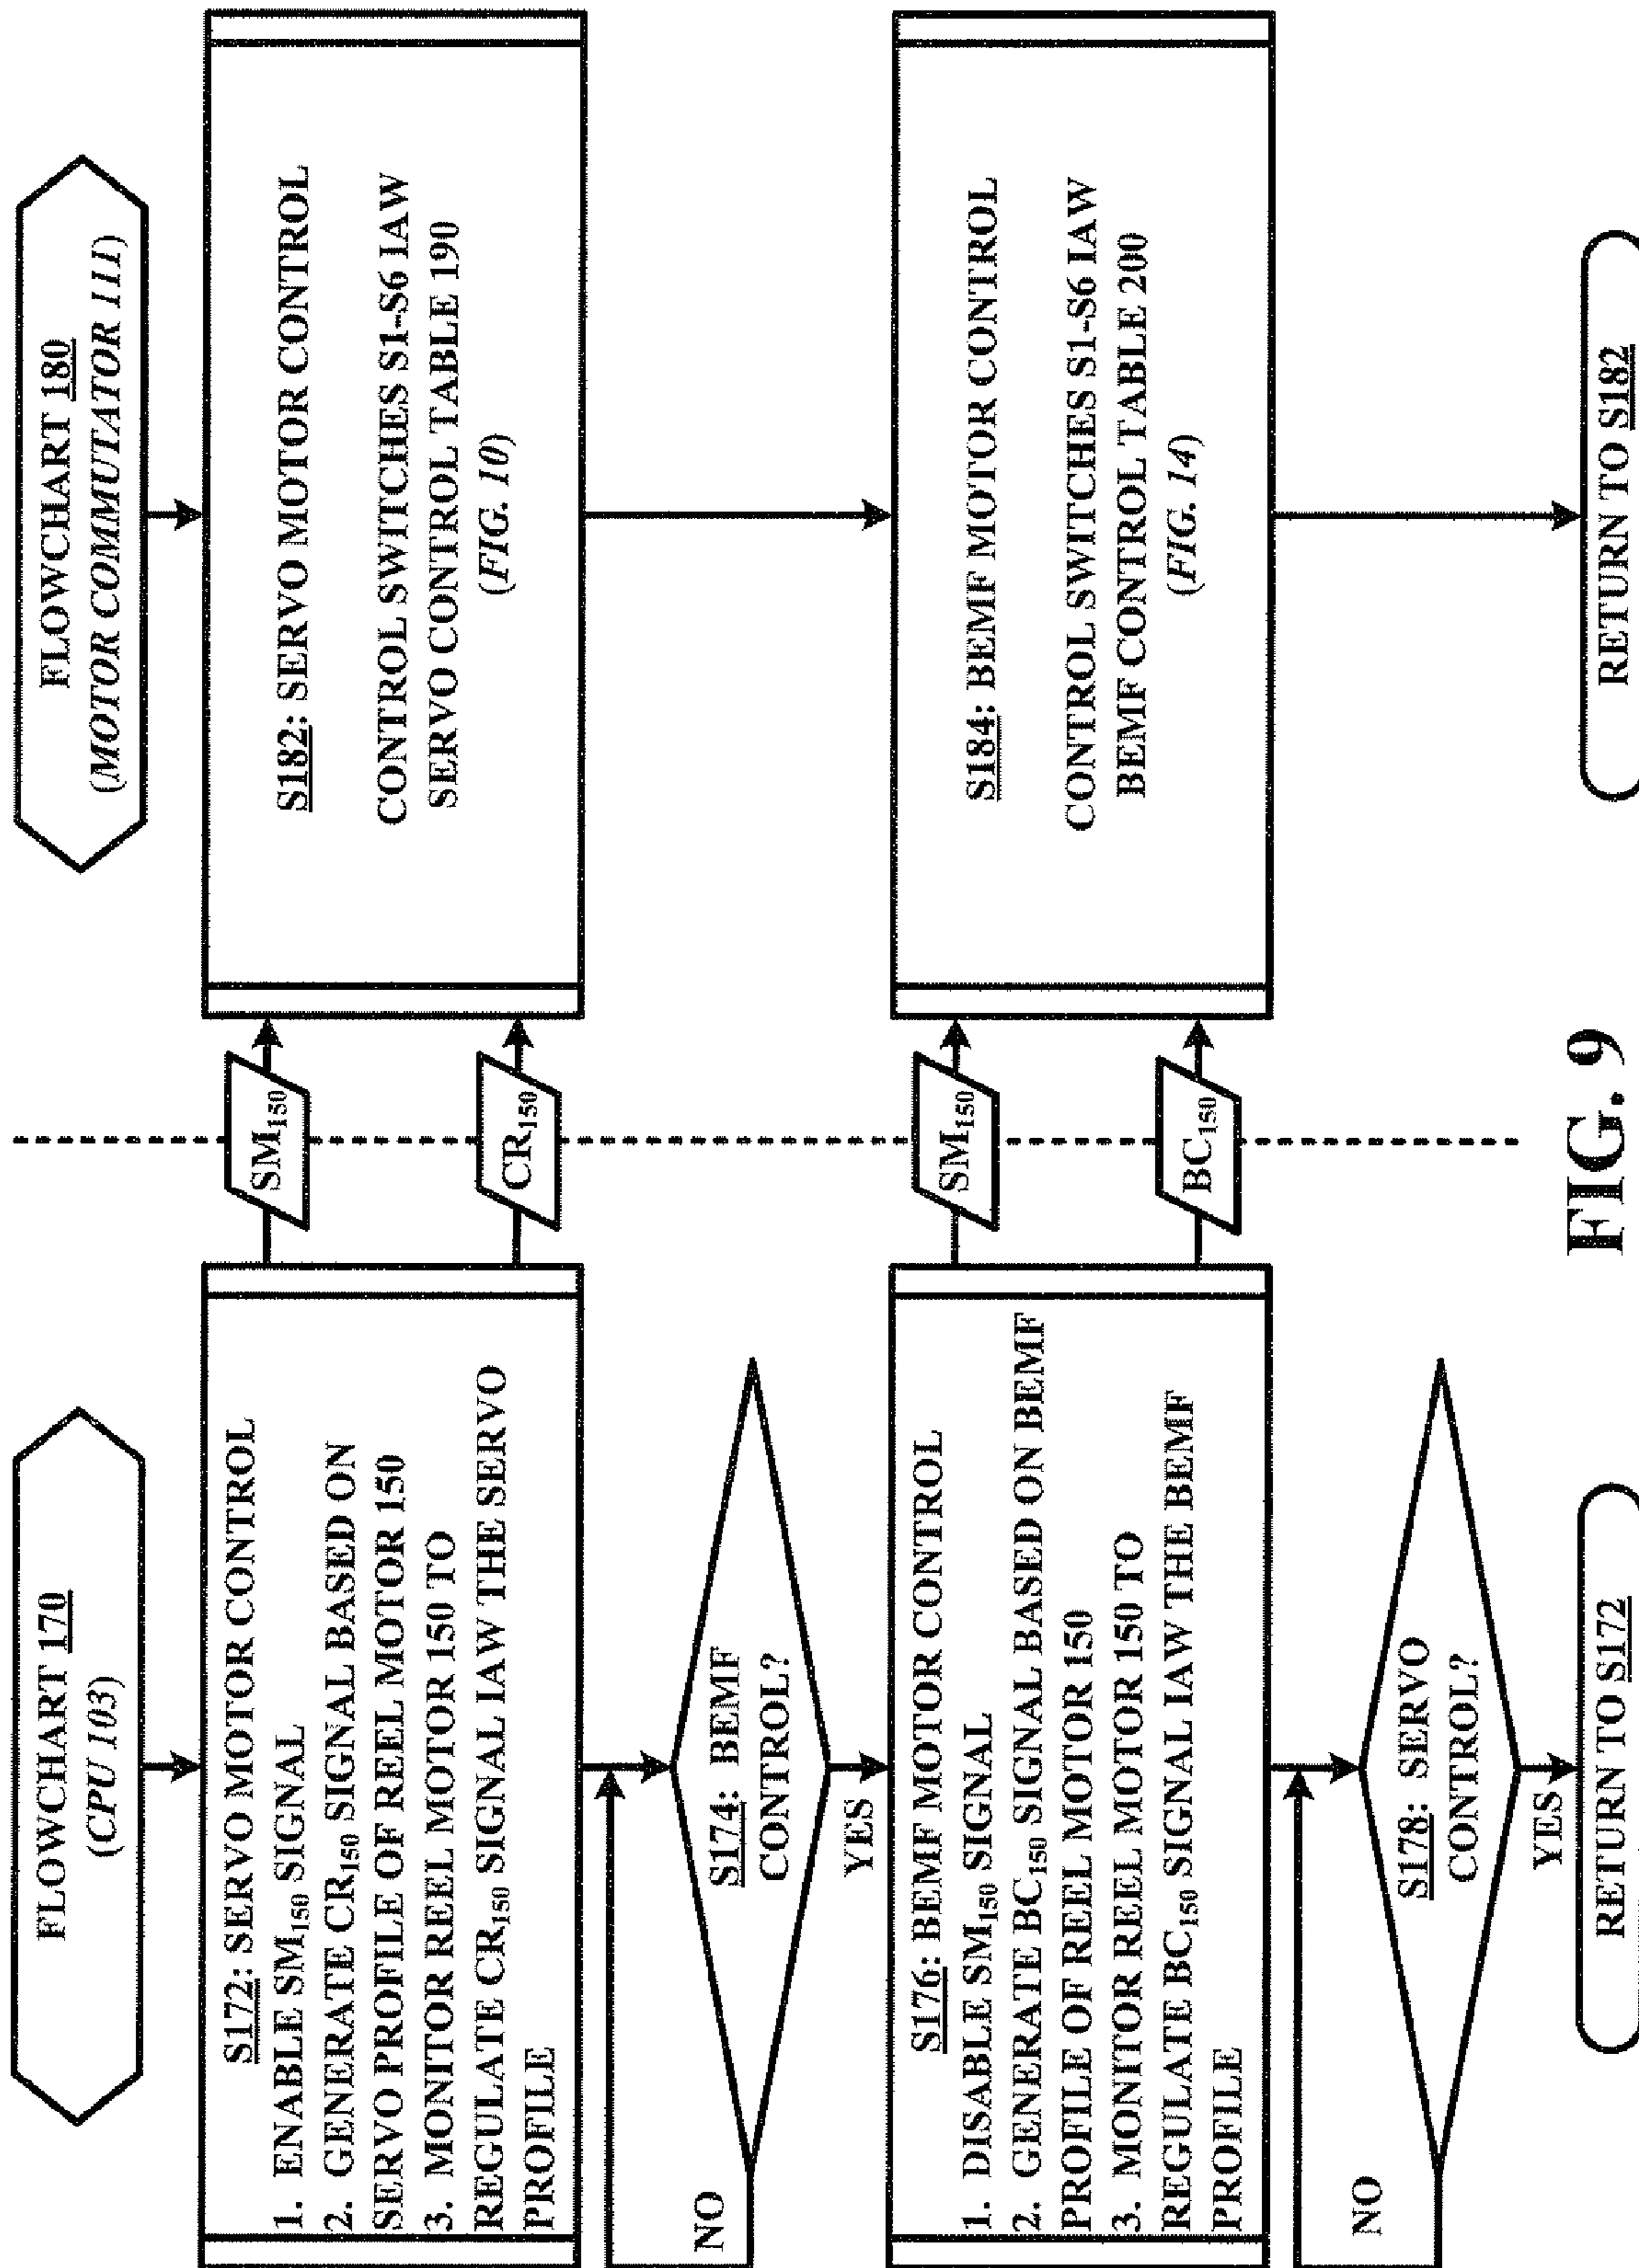 FLOWCHART 170
(CPU 103)
S172: SERVO MOTOR CONTROL
1. ENABLE SM150 SIGNAL
2. GENERATE CR150 SIGNAL BASED ON
SERVO PROFILE OF REEL MOTOR 150
3. MONITOR REEL MOTOR 150 TO
REGULATE CR150 SIGNAL IAW THE SERVO
PROFILE
S174: BEMF
CONTROL?
NO
YES
S176: BEMF MOTOR CONTROL
1. DISABLE SM150 SIGNAL
2. GENERATE BC150 SIGNAL BASED ON BEMF
PROFILE OF REEL MOTOR 150
3. MONITOR REEL MOTOR 150 TO
REGULATE BC150 SIGNAL IAW THE BEMF
PROFILE
S178: SERVO
CONTROL?
NO
YES
RETURN TO S172
SM150
CR150
SM150
BC150
FLOWCHART 180
(MOTOR COMMUTATOR 111)
S182: SERVO MOTOR CONTROL
CONTROL SWITCHES S1-S6 IAW
SERVO CONTROL TABLE 190
(FIG. 10)
S184: BEMF MOTOR CONTROL
CONTROL SWITCHES S1-S6 IAW
BEMF CONTROL TABLE 200
(FIG. 14)
RETURN TO S182
FIG. 9